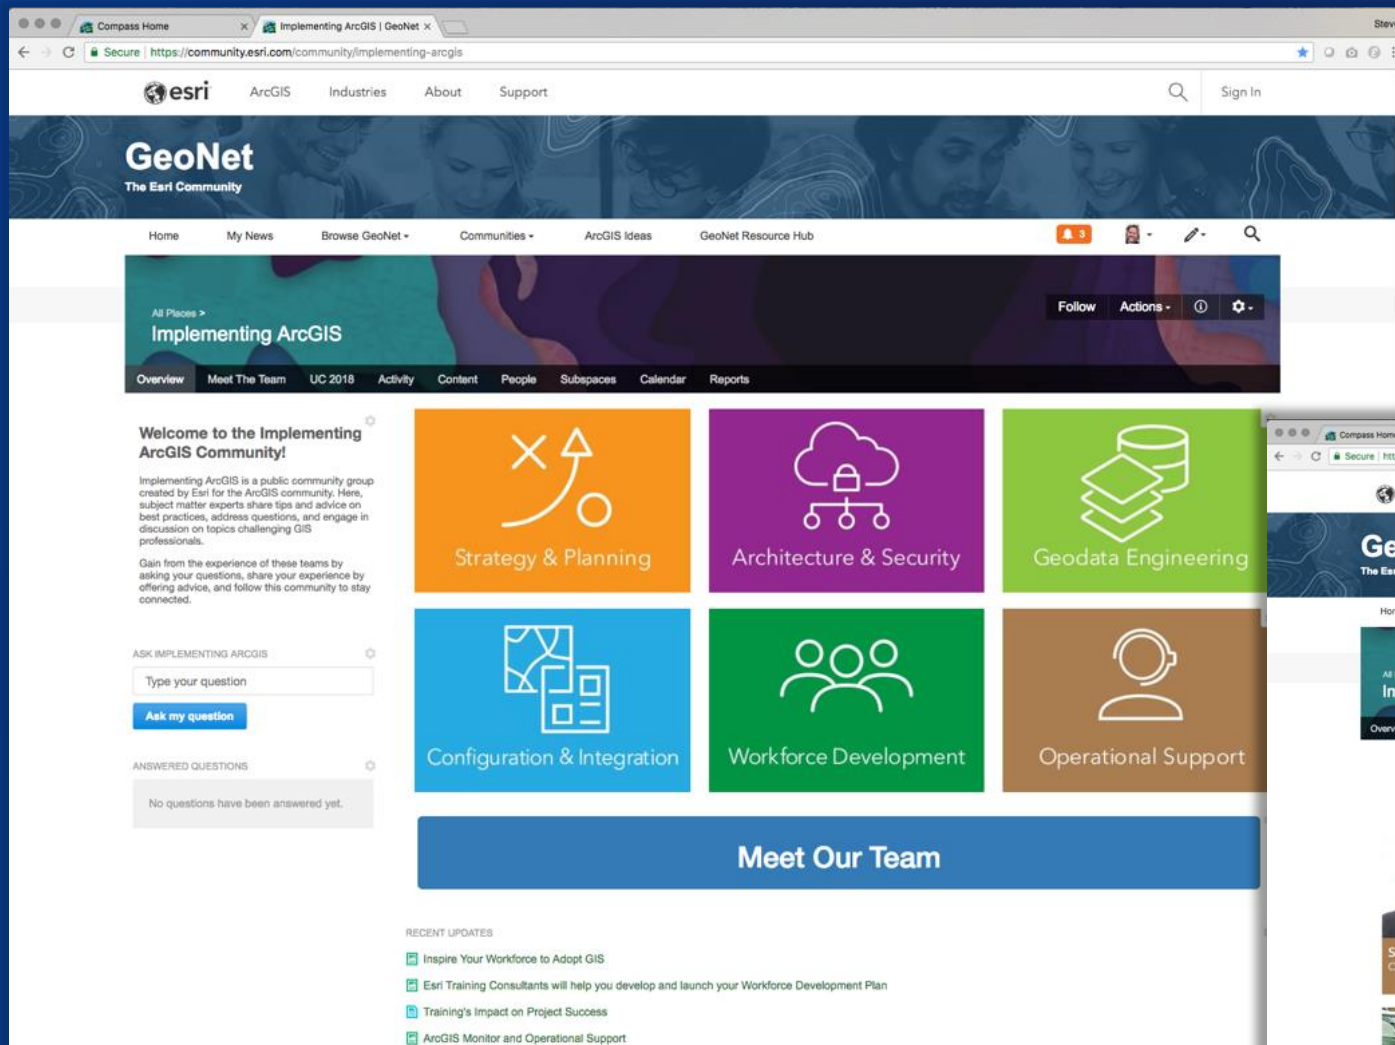 Compass Home
Implementing ArcGIS | GeoNet
Secure | https://community.esri.com/community/implementing-arcgis
esri ArcGIS Industries About Support Sign In
GeoNet
The Esri Community
Home My News Browse GeoNet Communities ArcGIS Ideas GeoNet Resource Hub 3
All Places >
Implementing ArcGIS
Follow Actions
Overview Meet The Team UC 2018 Activity Content People Subspaces Calendar Reports
Welcome to the Implementing
ArcGIS Community!
Implementing ArcGIS is a public community group
created by Esri for the ArcGIS community. Here,
subject matter experts share tips and advice on
best practices, address questions, and engage in
discussion on topics challenging GIS
professionals.
Gain from the experience of these teams by
asking your questions, share your experience by
offering advice, and follow this community to stay
connected.
ASK IMPLEMENTING ARCGIS
Type your question
Ask my question
ANSWERED QUESTIONS
No questions have been answered yet.
Strategy & Planning
Architecture & Security
Geodata Engineering
Configuration & Integration
Workforce Development
Operational Support
Meet Our Team
RECENT UPDATES
Inspire Your Workforce to Adopt GIS
Esri Training Consultants will help you develop and launch your Workforce Development Plan
Training's Impact on Project Success
ArcGIS Monitor and Operational Support
Compass Home
Secure